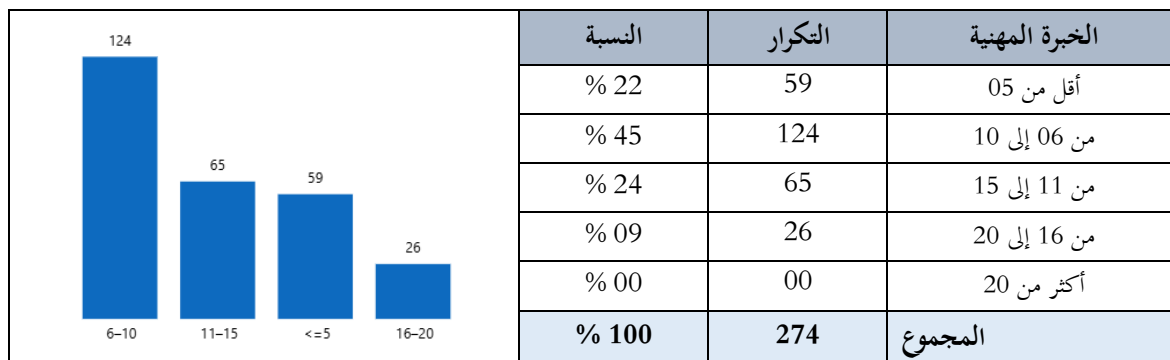 الخبرة المهنية التكرار النسبة
أقل من 05 59 22 %
من 06 إلى 10 124 45 %
من 11 إلى 15 65 24 %
من 16 إلى 20 26 09 %
أكثر من 20 00 00 %
المجموع 274 100 %
124
65
59
26
6–10 11–15 <=5 16–20